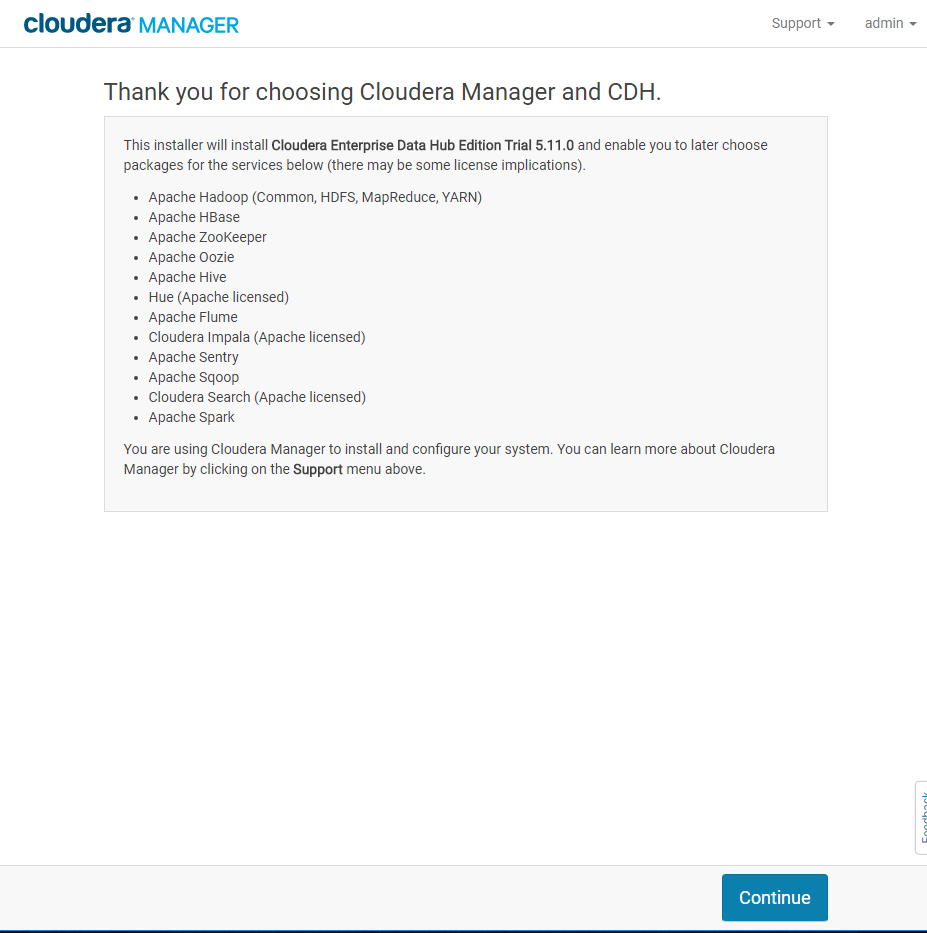 cloudera MANAGER
Support
admin
Thank you for choosing Cloudera Manager and CDH.
This installer will install Cloudera Enterprise Data Hub Edition Trial 5.11.0 and enable you to later choose
packages for the services below (there may be some license implications).
Apache Hadoop (Common, HDFS, MapReduce, YARN)
Apache HBase
Apache ZooKeeper
Apache Oozie
Apache Hive
Hue (Apache licensed)
Apache Flume
Cloudera Impala (Apache licensed)
Apache Sentry
Apache Sqoop
Cloudera Search (Apache licensed)
Apache Spark
You are using Cloudera Manager to install and configure your system. You can learn more about Cloudera
Manager by clicking on the Support menu above.
Feedback
Continue